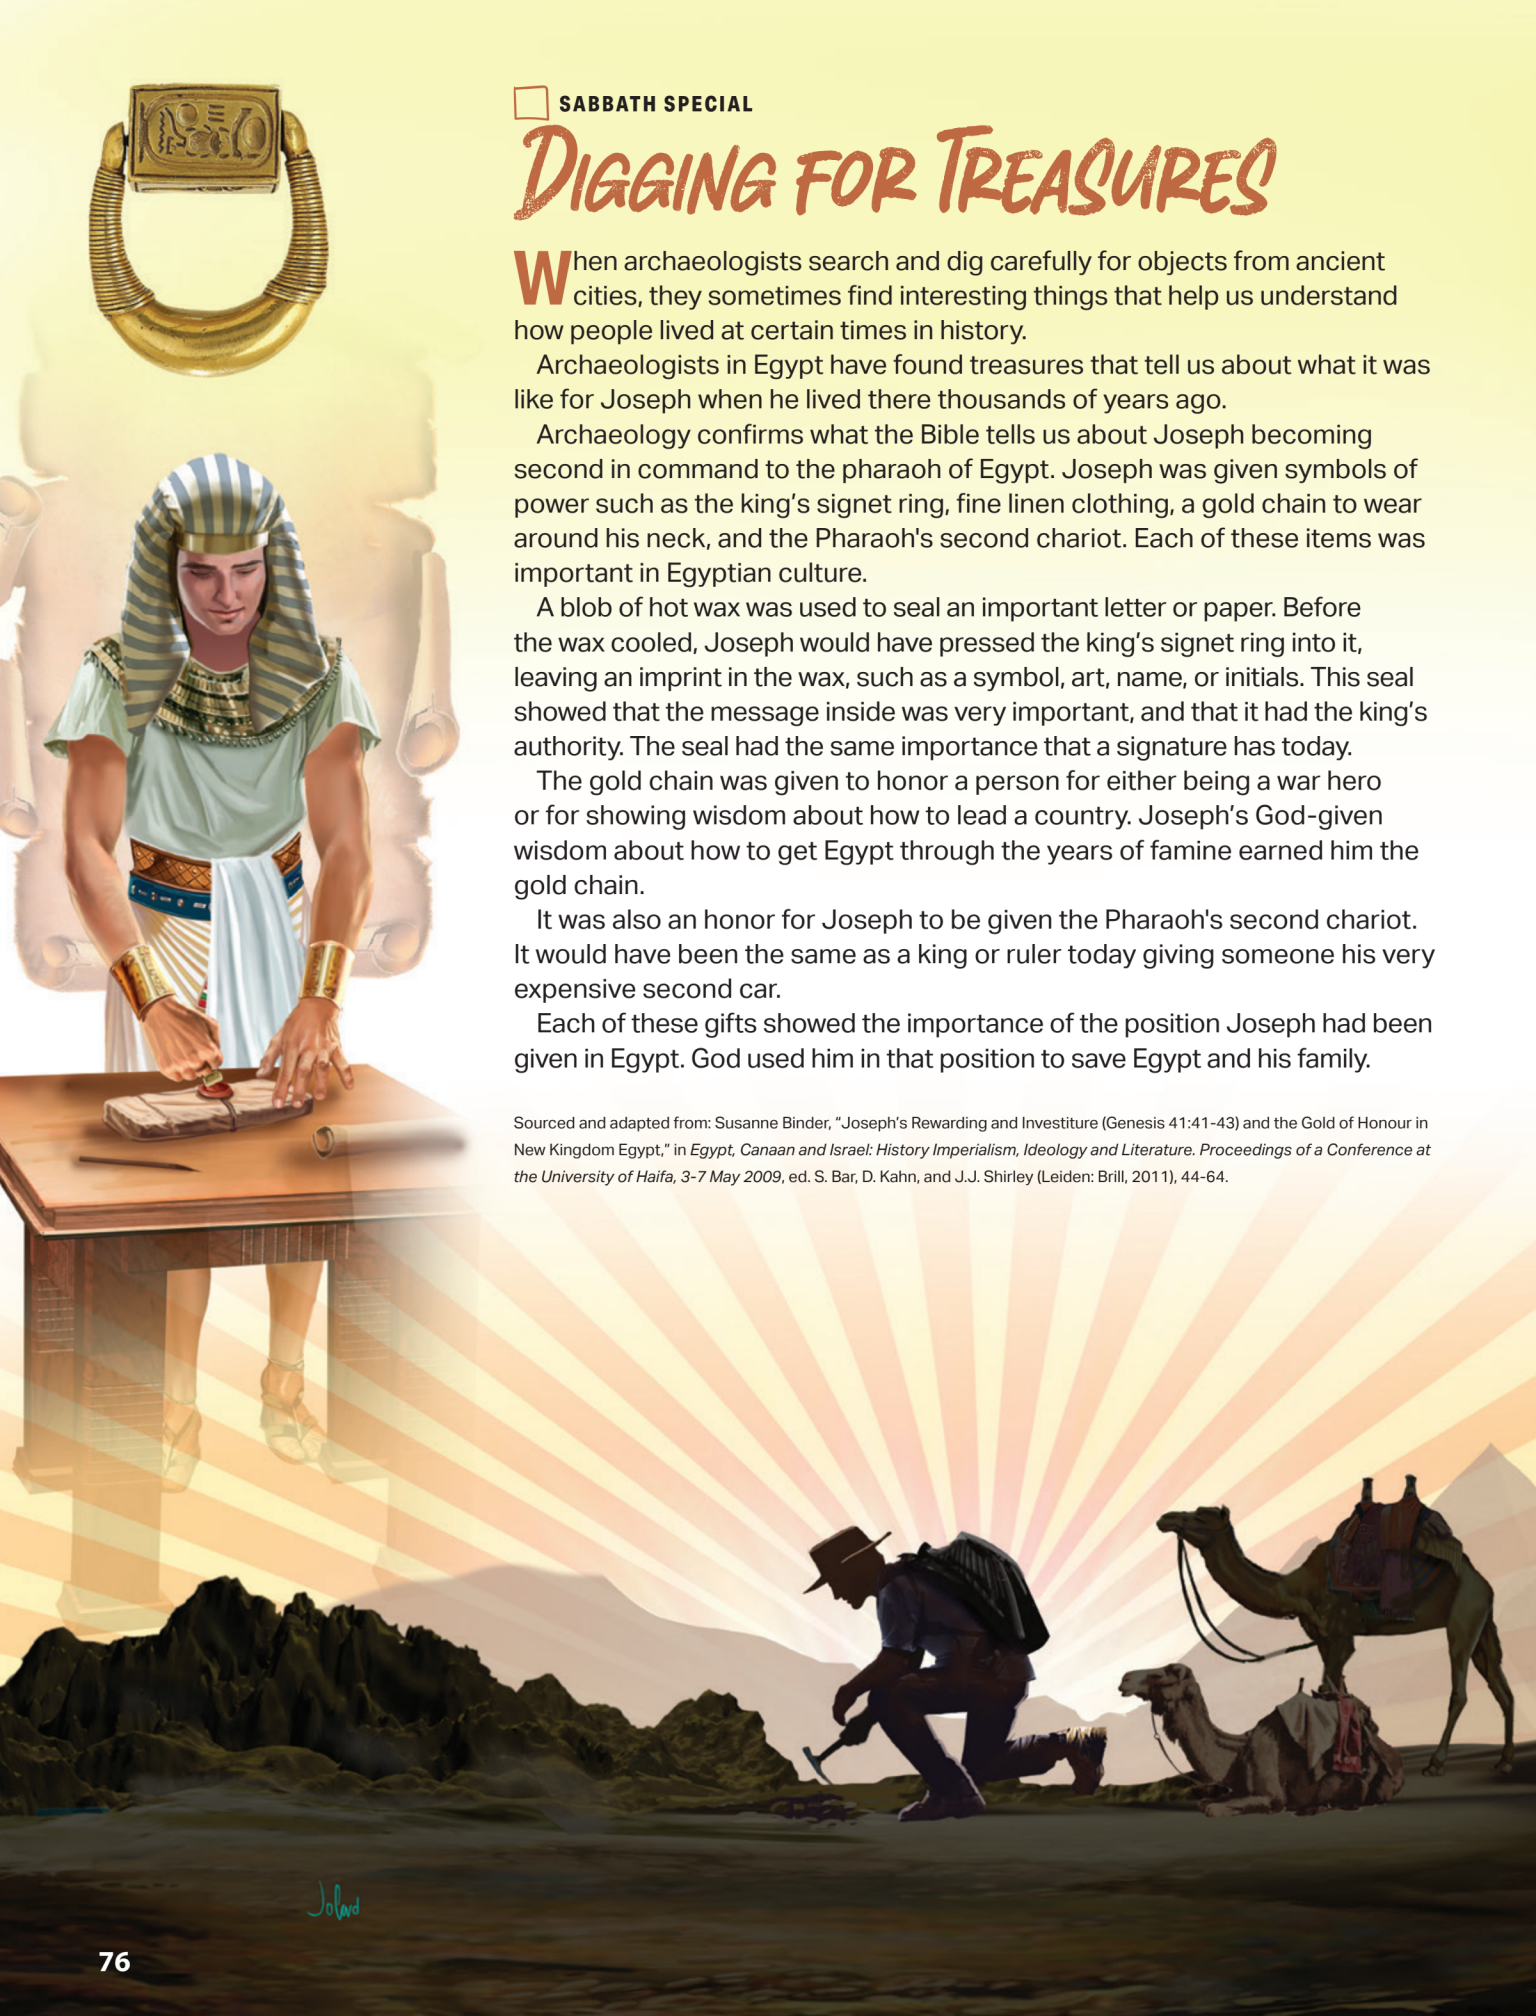 SABBATH SPECIAL
DIGGING FOR TREASURES
When archaeologists search and dig carefully for objects from ancient
cities, they sometimes find interesting things that help us understand
how people lived at certain times in history.
Archaeologists in Egypt have found treasures that tell us about what it was
like for Joseph when he lived there thousands of years ago.
Archaeology confirms what the Bible tells us about Joseph becoming
second in command to the pharaoh of Egypt. Joseph was given symbols of
power such as the king’s signet ring, fine linen clothing, a gold chain to wear
around his neck, and the Pharaoh's second chariot. Each of these items was
important in Egyptian culture.
A blob of hot wax was used to seal an important letter or paper. Before
the wax cooled, Joseph would have pressed the king’s signet ring into it,
leaving an imprint in the wax, such as a symbol, art, name, or initials. This seal
showed that the message inside was very important, and that it had the king’s
authority. The seal had the same importance that a signature has today.
The gold chain was given to honor a person for either being a war hero
or for showing wisdom about how to lead a country. Joseph’s God-given
wisdom about how to get Egypt through the years of famine earned him the
gold chain.
It was also an honor for Joseph to be given the Pharaoh's second chariot.
It would have been the same as a king or ruler today giving someone his very
expensive second car.
Each of these gifts showed the importance of the position Joseph had been
given in Egypt. God used him in that position to save Egypt and his family.
Sourced and adapted from: Susanne Binder, “Joseph’s Rewarding and Investiture (Genesis 41:41-43) and the Gold of Honour in
New Kingdom Egypt,” in Egypt, Canaan and Israel: History Imperialism, Ideology and Literature. Proceedings of a Conference at
the University of Haifa, 3-7 May 2009, ed. S. Bar, D. Kahn, and J.J. Shirley (Leiden: Brill, 2011), 44-64.
76